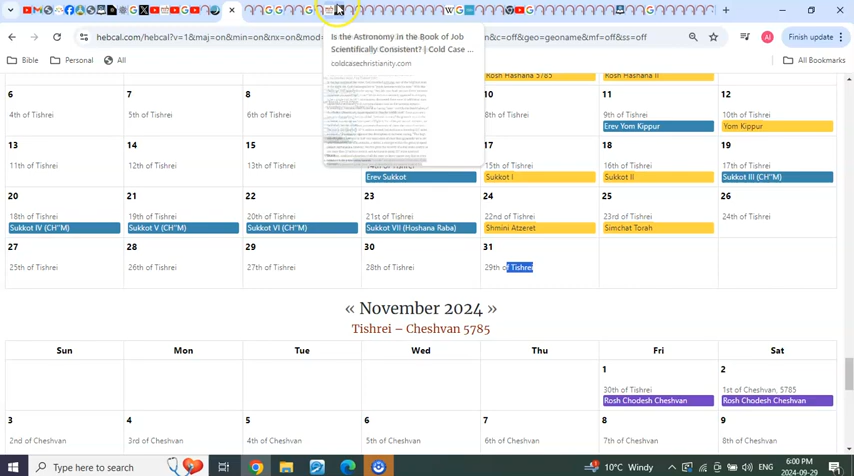 hebcal.com/hebcal?v=1&maj=on&min=on&nx=on&mod=
c=off&geo=geoname&mf=off&ss=off
Finish update
Bible
Personal
All
All Bookmarks
Is the Astronomy in the Book of Job
Scientifically Consistent? | Cold Case ...
coldcasechristianity.com
Rosh Hashana 5785
Rosh Hashana II
6
7
8
10
11
12
4th of Tishrei
5th of Tishrei
6th of Tishrei
8th of Tishrei
9th of Tishrei
10th of Tishrei
Erev Yom Kippur
Yom Kippur
13
14
15
17
18
19
11th of Tishrei
12th of Tishrei
13th of Tishrei
15th of Tishrei
16th of Tishrei
17th of Tishrei
Erev Sukkot
Sukkot I
Sukkot II
Sukkot III (CH"M)
20
21
22
23
24
25
26
18th of Tishrei
19th of Tishrei
20th of Tishrei
21st of Tishrei
22nd of Tishrei
23rd of Tishrei
24th of Tishrei
Sukkot IV (CH"M)
Sukkot V (CH"M)
Sukkot VI (CH"M)
Sukkot VII (Hoshana Raba)
Shmini Atzeret
Simchat Torah
27
28
29
30
31
25th of Tishrei
26th of Tishrei
27th of Tishrei
28th of Tishrei
29th of Tishrei
« November 2024 »
Tishrei – Cheshvan 5785
Sun
Mon
Tue
Wed
Thu
Fri
Sat
1
2
30th of Tishrei
1st of Cheshvan, 5785
Rosh Chodesh Cheshvan
Rosh Chodesh Cheshvan
3
4
5
6
7
8
9
2nd of Cheshvan
3rd of Cheshvan
4th of Cheshvan
5th of Cheshvan
6th of Cheshvan
7th of Cheshvan
8th of Cheshvan
Type here to search
10°C Windy
ENG
6:00 PM
2024-09-29